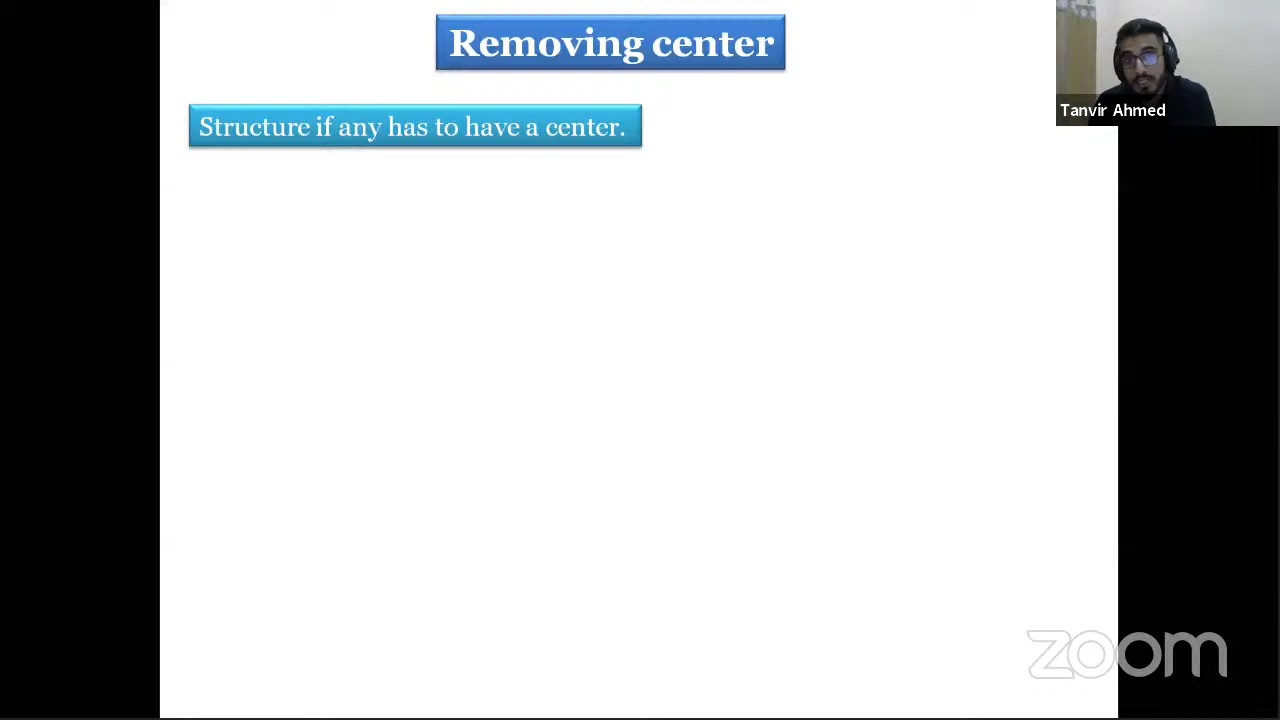 Removing center
Tanvir Ahmed
Structure if any has to have a center.
zoom